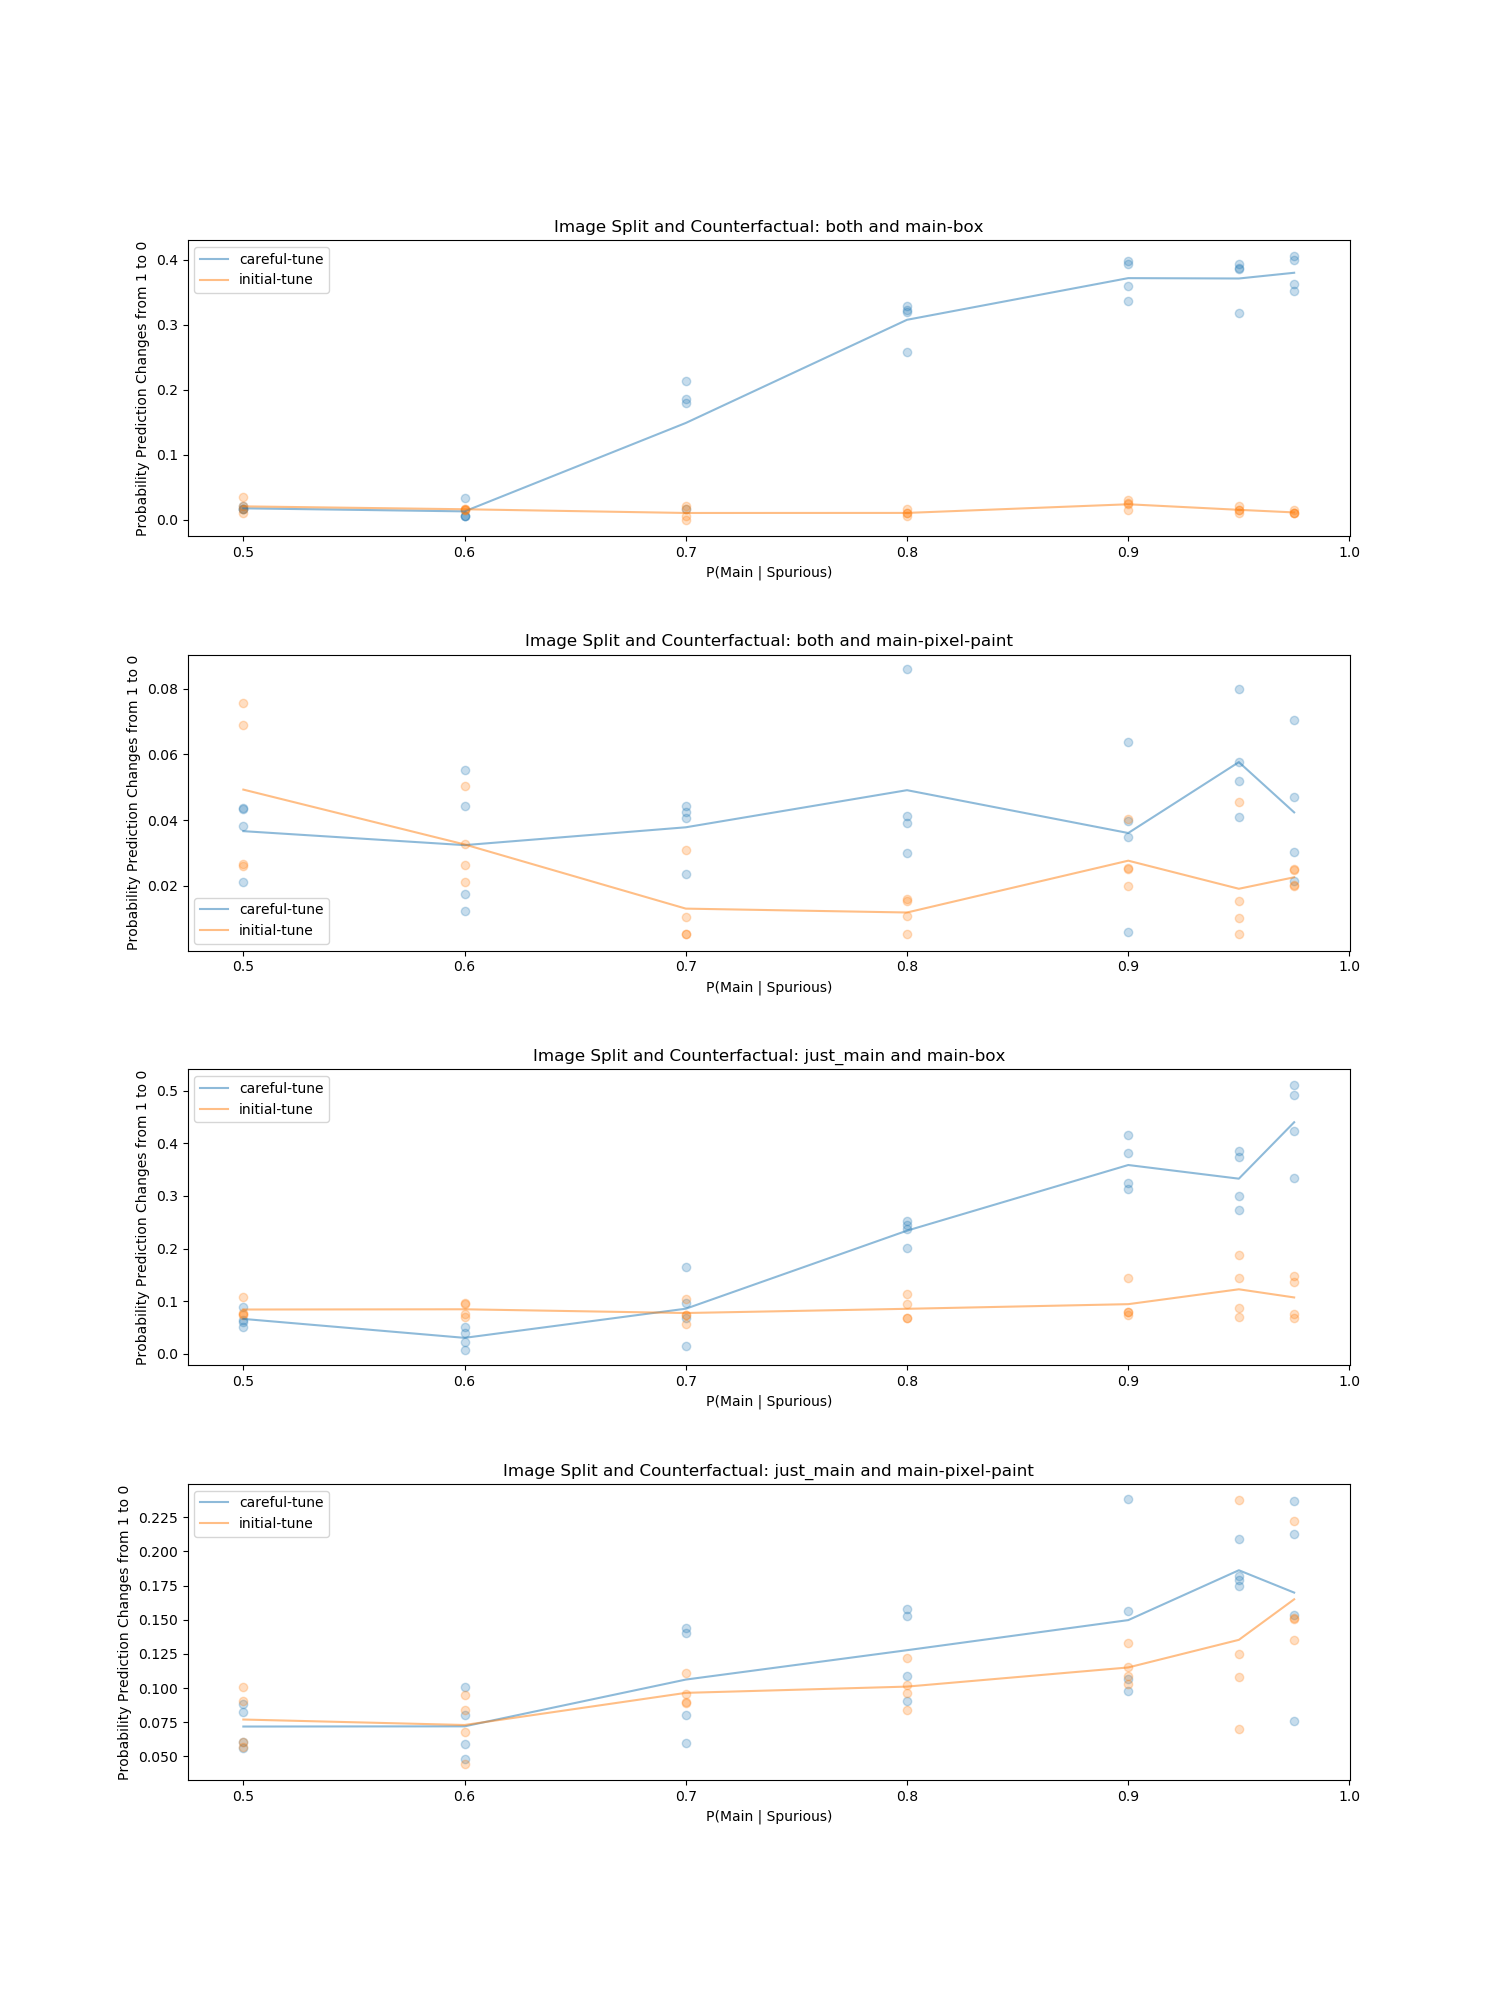 Image Split and Counterfactual: both and main-box
Probability Prediction Changes from 1 to 0
careful-tune
initial-tune
0.4
0.3
0.2
0.1
0.0
0.5 0.6 0.7 0.8 0.9 1.0
P(Main | Spurious)
Image Split and Counterfactual: both and main-pixel-paint
Probability Prediction Changes from 1 to 0
0.08
0.06
0.04
0.02
careful-tune
initial-tune
0.5 0.6 0.7 0.8 0.9 1.0
P(Main | Spurious)
Image Split and Counterfactual: just_main and main-box
Probability Prediction Changes from 1 to 0
careful-tune
initial-tune
0.5
0.4
0.3
0.2
0.1
0.0
0.5 0.6 0.7 0.8 0.9 1.0
P(Main | Spurious)
Image Split and Counterfactual: just_main and main-pixel-paint
Probability Prediction Changes from 1 to 0
careful-tune
initial-tune
0.225
0.200
0.175
0.150
0.125
0.100
0.075
0.050
0.5 0.6 0.7 0.8 0.9 1.0
P(Main | Spurious)